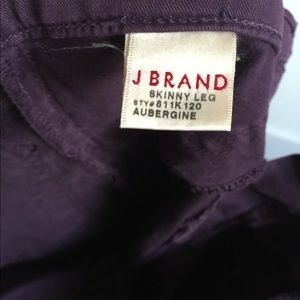 J BRAND
SKINNY LEG
STY#811K120
AUBERGINE